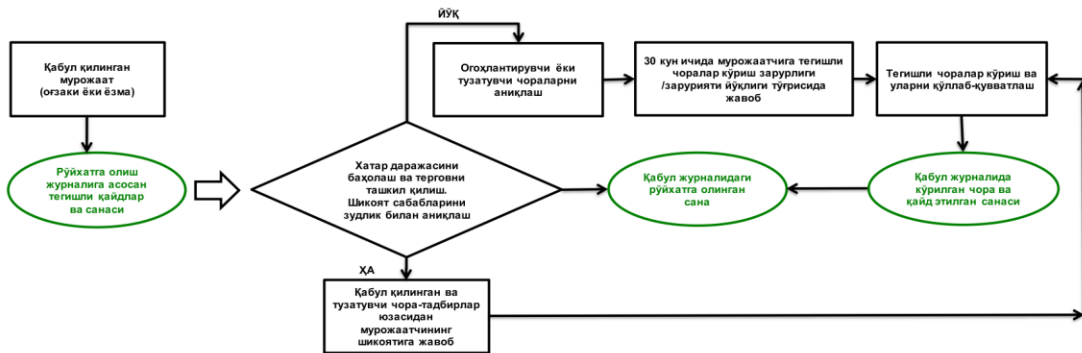 ЙЎҚ
Қабул қилинган
мурожаат
(оғзаки ёки ёзма)
Огоҳлантирувчи ёки
тузатувчи чораларни
аниқлаш
30 кун ичида мурожаатчига тегишли
чоралар кўриш зарурлиги
/зарурияти йўқлиги тўғрисида
жавоб
Тегишли чоралар кўриш ва
уларни қўллаб-қувватлаш
Рўйхатга олиш
журналига асосан
тегишли қайдлар
ва санаси
Хатар даражасини
баҳолаш ва терговни
ташкил қилиш.
Шикоят сабабларини
зудлик билан аниқлаш
Қабул журналидаги
рўйхатга олинган
сана
Қабул журналида
кўрилган чора ва
қайд этилган санаси
ҲА
Қабул қилинган ва
тузатувчи чора-тадбирлар
юзасидан
мурожаатчининг
шикоятига жавоб